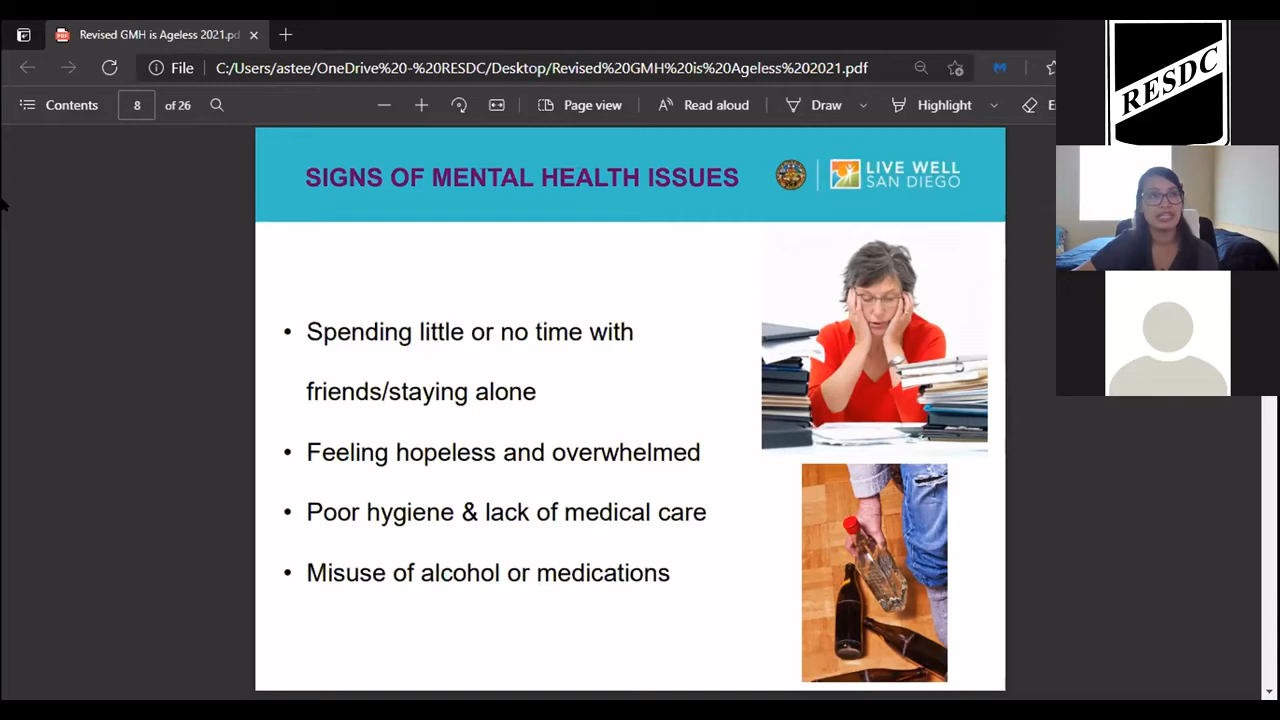 Revised GMH is Ageless 2021.pd
File
C:/Users/astee/OneDrive%20-%20RESDC/Desktop/Revised%20GMH%20is%20Ageless%202021.pdf
Contents
8
of 26
Page view
Read aloud
Draw
Highlight
E
RESDC
SIGNS OF MENTAL HEALTH ISSUES
LIVE WELL
SAN DIEGO
• Spending little or no time with
friends/staying alone
• Feeling hopeless and overwhelmed
• Poor hygiene & lack of medical care
• Misuse of alcohol or medications